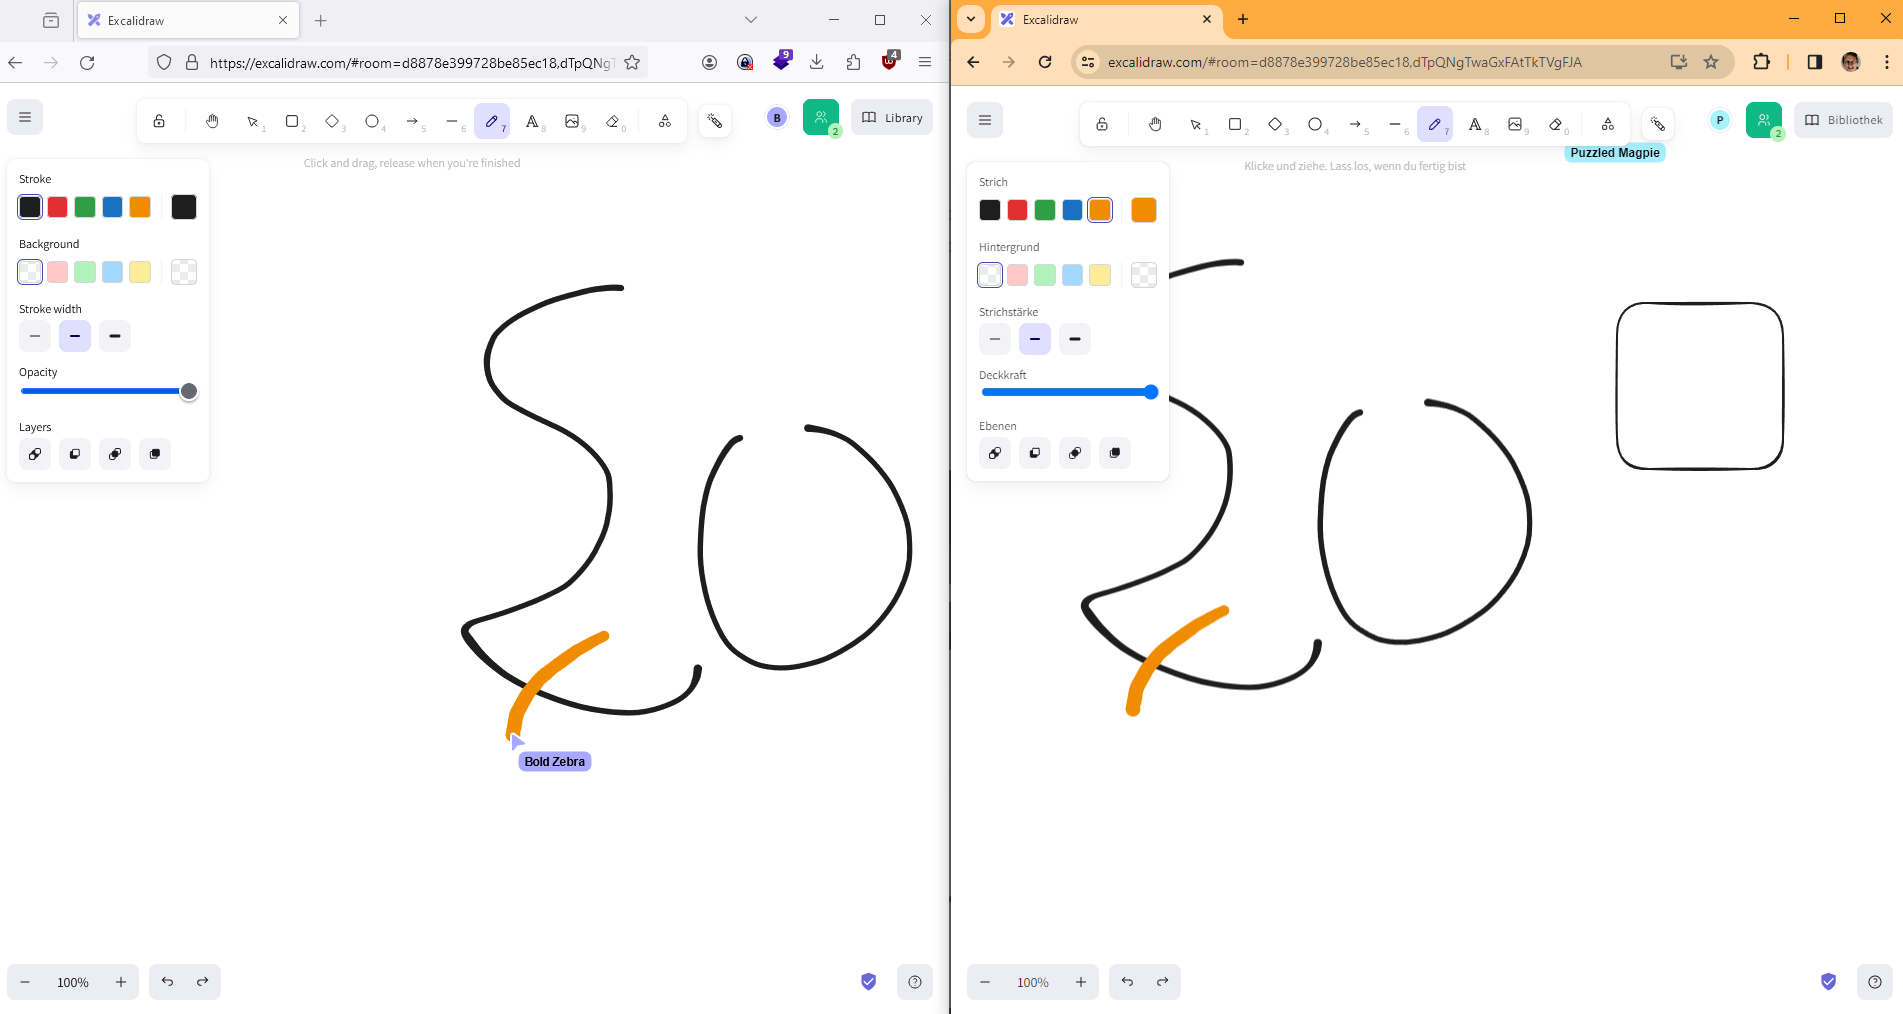 Excalidraw
https://excalidraw.com/#room=d8878e399728be85ec18,dTpQNgT
9
4
1 2 3 4 5 6 7 8 9 0
B
2
Library
Click and drag, release when you're finished
Stroke
Background
Stroke width
Opacity
Layers
Bold Zebra
100%
Excalidraw
excalidraw.com/#room=d8878e399728be85ec18,dTpQNgTwaGxFAtTkTVgFJA
1 2 3 4 5 6 7 8 9 0
P
2
Bibliothek
Puzzled Magpie
Klicke und ziehe. Lass los, wenn du fertig bist
Strich
Hintergrund
Strichstärke
Deckkraft
Ebenen
100%